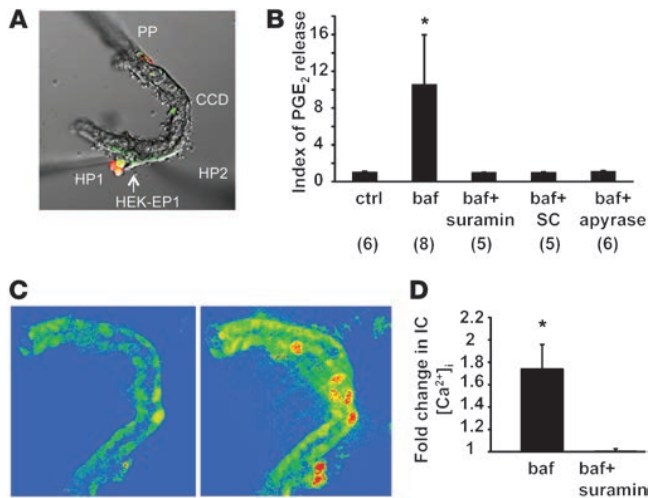 A
PP
CCD
HP1
HP2
HEK-EP1
B
Index of PGE2 release
16
12
8
4
0
*
ctrl baf baf+ suramin baf+ SC baf+ apyrase
(6) (8) (5) (5) (6)
C
D
Fold change in IC
[Ca2+]i
2.2
2
1.8
1.6
1.4
1.2
1
*
baf baf+ suramin